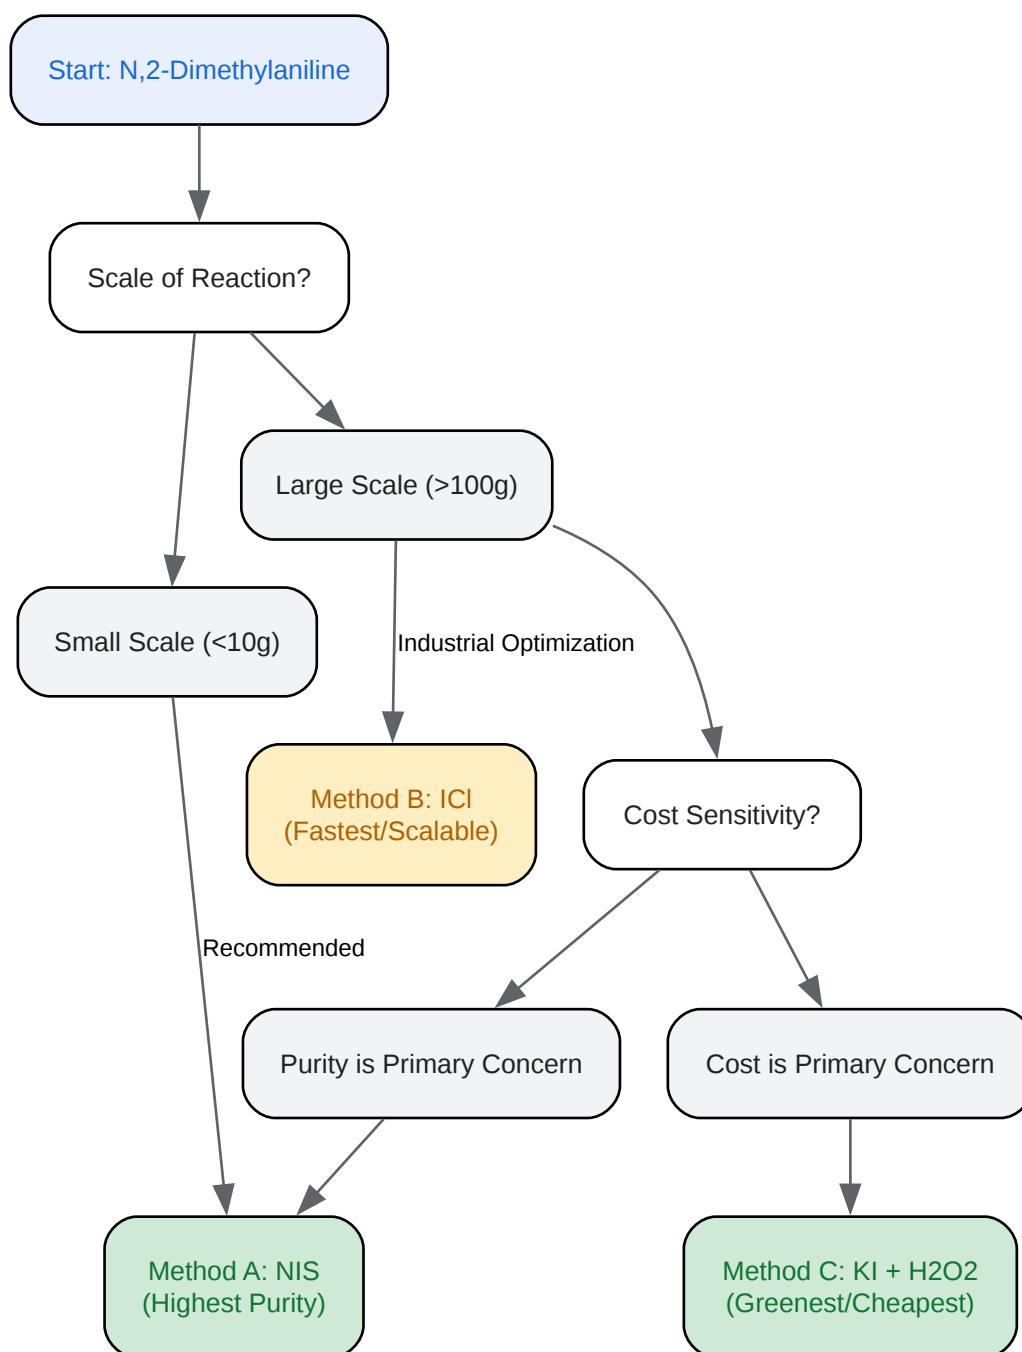 Start: N,2-Dimethylaniline
Scale of Reaction?
Large Scale (>100g)
Small Scale (<10g)
Industrial Optimization
Method B: ICl
(Fastest/Scalable)
Cost Sensitivity?
Recommended
Purity is Primary Concern
Cost is Primary Concern
Method A: NIS
(Highest Purity)
Method C: KI + H2O2
(Greenest/Cheapest)